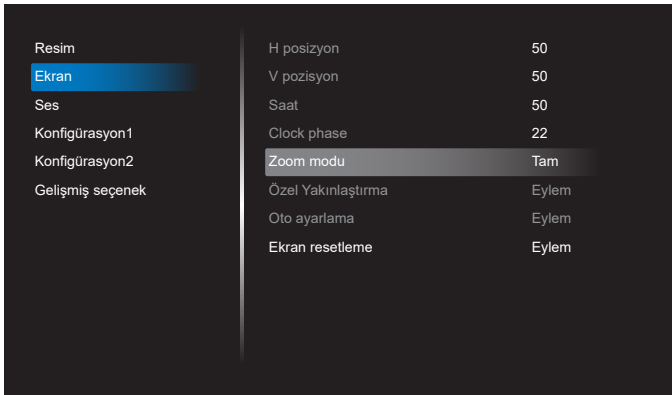 Resim
Ekran
Ses
Konfigürasyon1
Konfigürasyon2
Gelişmiş seçenek
H posizyon 50
V pozisyon 50
Saat 50
Clock phase 22
Zoom modu Tam
Özel Yakınlaştırma Eylem
Oto ayarlama Eylem
Ekran resetleme Eylem